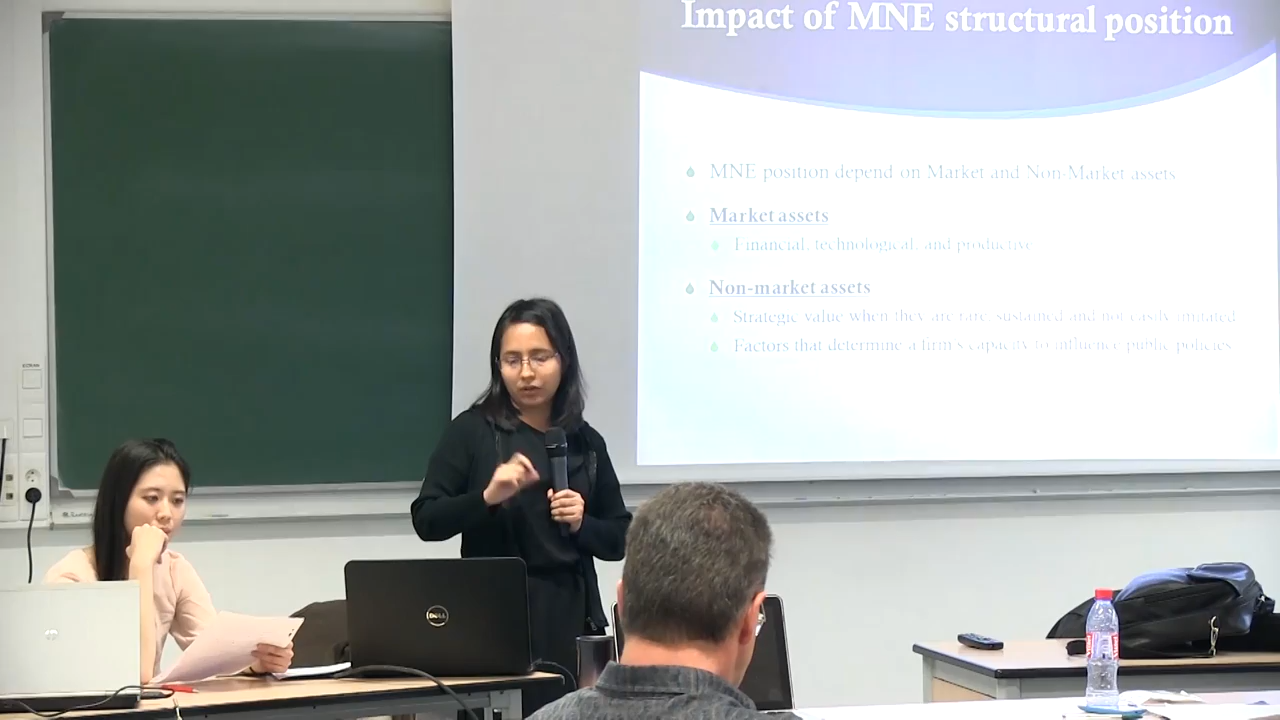 Impact of MNE structural position
MNE position depend on Market and Non-Market assets
Market assets
Financial, technological, and productive
Non-market assets
Strategic value when they are rare, sustained and not easily imitated
Factors that determine a firm's capacity to influence public policies
DELL
hp